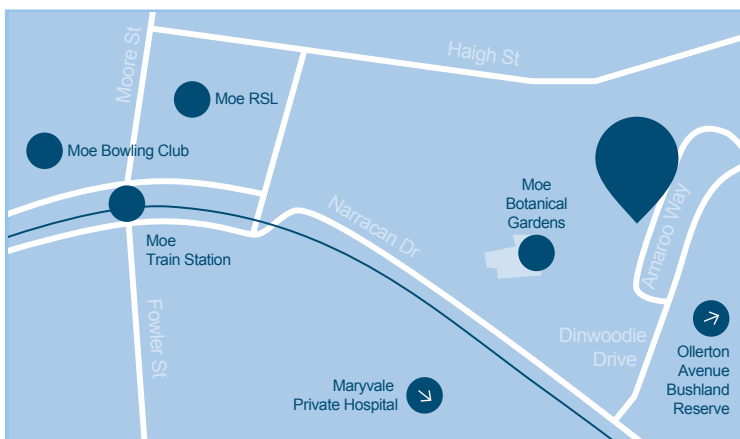 Moore St
Haigh St
Moe RSL
Moe Bowling Club
Moe
Train Station
Fowler St
Narracan Dr
Moe
Botanical
Gardens
Amaroo Way
Dinwoodie
Drive
Ollerton
Avenue
Bushland
Reserve
Maryvale
Private Hospital